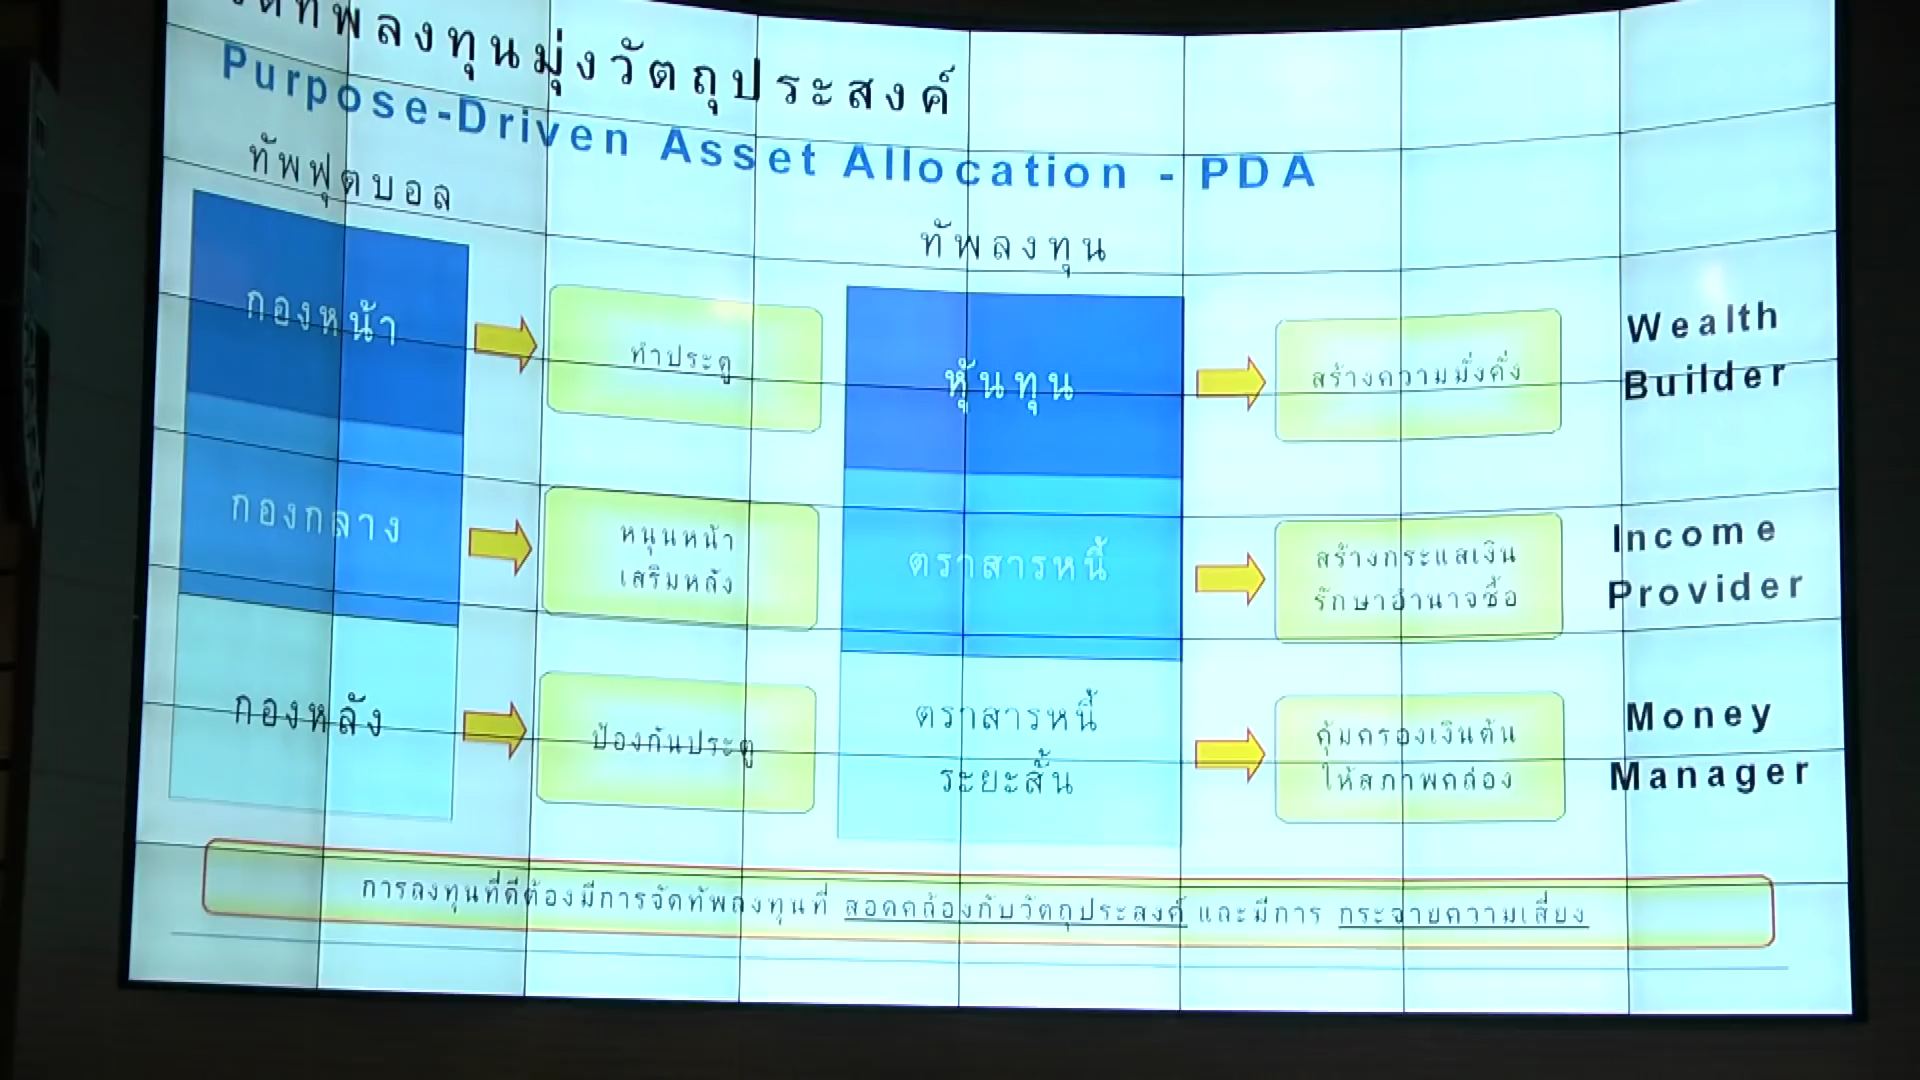 จัดทัพลงทุนมุ่งวัตถุประสงค์
Purpose-Driven Asset Allocation - PDA
ทัพฟุตบอล
ทัพลงทุน
กองหน้า
ทำประตู
หุ้นทุน
สร้างความมั่งคั่ง
Wealth
Builder
กองกลาง
หนุนหน้า
เสริมหลัง
ตราสารหนี้
สร้างกระแสเงิน
รักษาอำนาจซื้อ
Income
Provider
กองหลัง
ป้องกันประตู
ตราสารหนี้
ระยะสั้น
คุ้มครองเงินต้น
ให้สภาพคล่อง
Money
Manager
การลงทุนที่ดีต้องมีการจัดทัพลงทุนที่ สอดคล้องกับวัตถุประสงค์ และมีการ กระจายความเสี่ยง